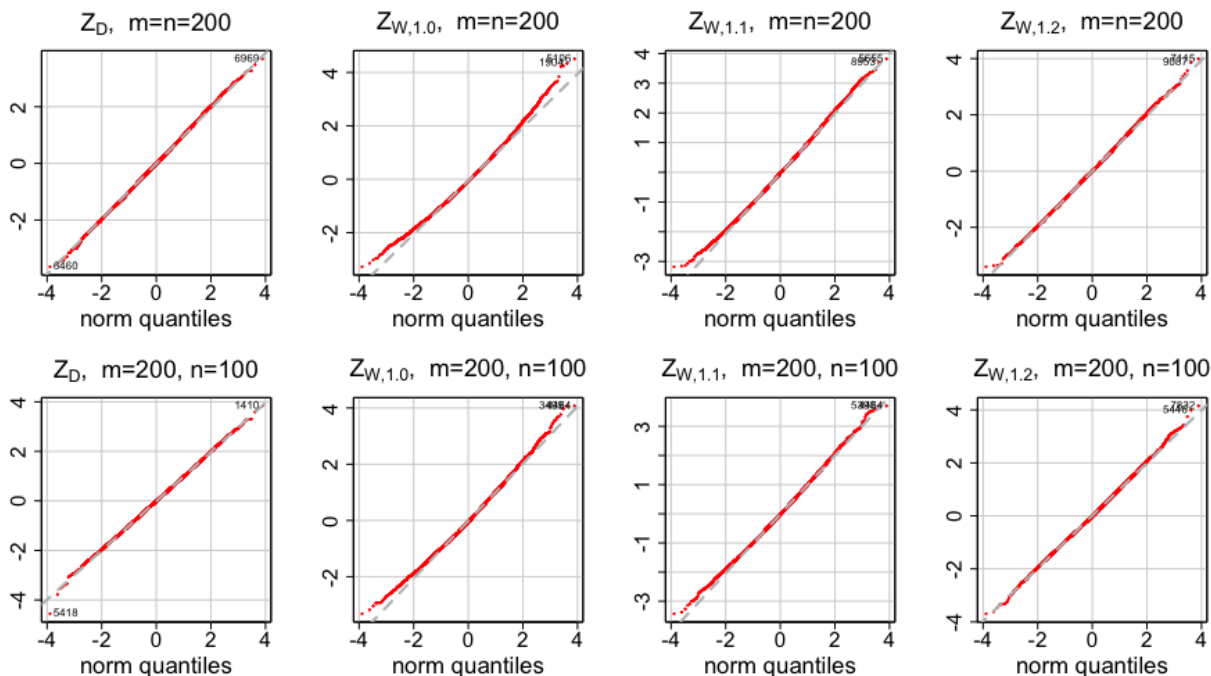 Z_D, m=n=200
Z_W,1.0, m=n=200
Z_W,1.1, m=n=200
Z_W,1.2, m=n=200
6969
7115
2
0
-2
6460
4
2
0
-2
4
3
1
-1
-3
4
2
0
-2
-4 -2 0 2 4
-4 -2 0 2 4
-4 -2 0 2 4
-4 -2 0 2 4
norm quantiles
norm quantiles
norm quantiles
norm quantiles
Z_D, m=200, n=100
Z_W,1.0, m=200, n=100
Z_W,1.1, m=200, n=100
Z_W,1.2, m=200, n=100
1410
4
2
0
-2
-4
5418
4
2
0
-2
3
1
-1
-3
4
2
0
-2
-4
-4 -2 0 2 4
-4 -2 0 2 4
-4 -2 0 2 4
-4 -2 0 2 4
norm quantiles
norm quantiles
norm quantiles
norm quantiles